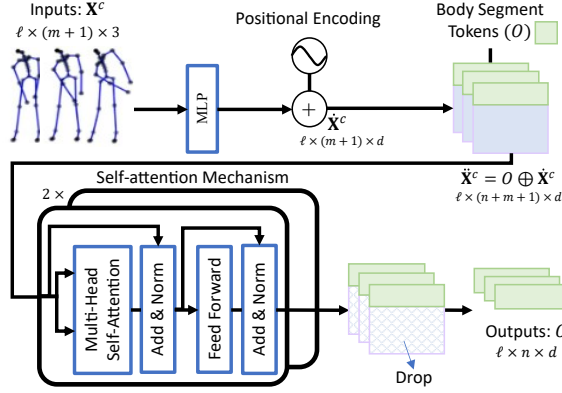 Inputs: X^c
ℓ × (m + 1) × 3
Positional Encoding
Body Segment
Tokens (O)
MLP
+
Ẋ^c
ℓ × (m + 1) × d
Ẍ^c = O ⊕ Ẋ^c
ℓ × (n + m + 1) × d
Self-attention Mechanism
2 ×
Multi-Head
Self-Attention
Add & Norm
Feed Forward
Add & Norm
Drop
Outputs: O
ℓ × n × d